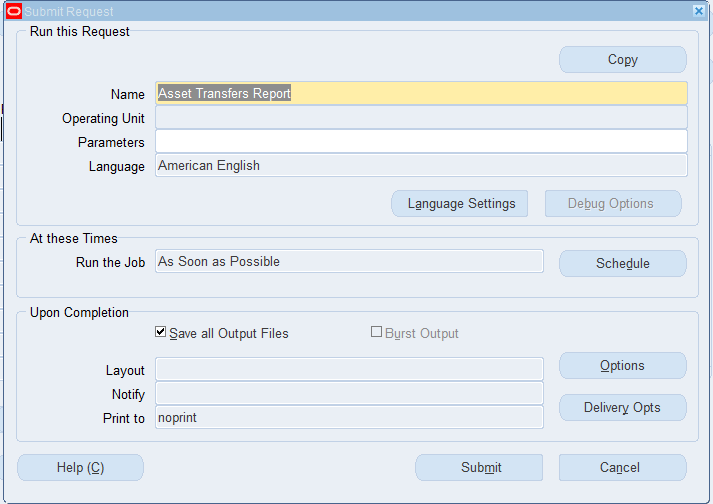 Submit Request
Run this Request
Copy
Name Asset Transfers Report
Operating Unit
Parameters
Language American English
Language Settings Debug Options
At these Times
Run the Job As Soon as Possible Schedule
Upon Completion
Save all Output Files Burst Output
Layout Options
Notify
Print to noprint Delivery Opts
Help (C) Submit Cancel